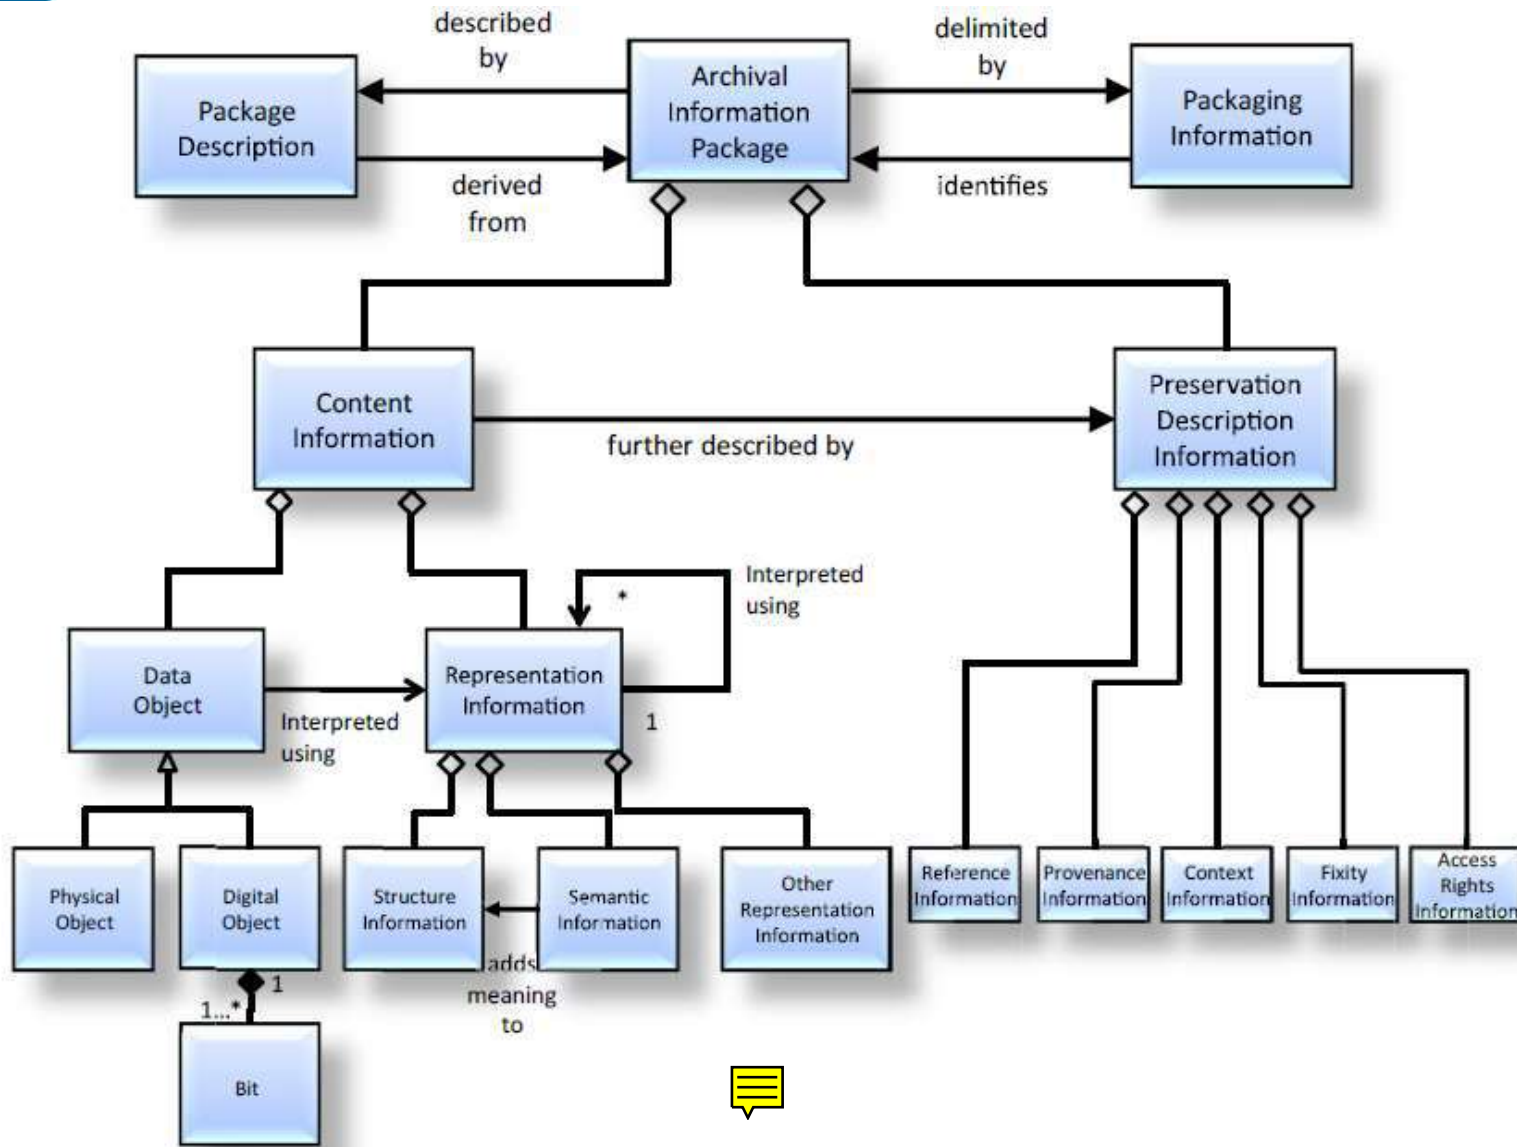 described
by
delimited
by
Package
Description
Archival
Information
Package
Packaging
Information
derived
from
identifies
Content
Information
further described by
Preservation
Description
Information
Interpreted
using
*
1
Data
Object
Interpreted
using
Representation
Information
Physical
Object
Digital
Object
Structure
Information
Semantic
Information
adds
meaning
to
Other
Representation
Information
Reference
Information
Provenance
Information
Context
Information
Fixity
Information
Access
Rights
Information
1
1...*
Bit